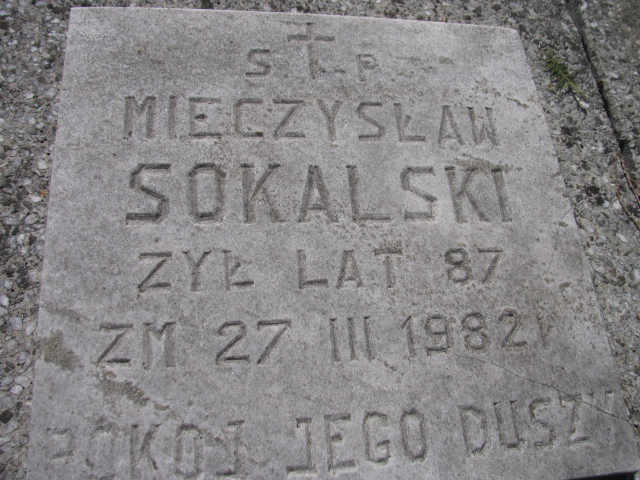 Ś. † P.
MIECZYSŁAW
SOKALSKI
ŻYŁ LAT 87
ZM 27 III 1982 r
POKÓJ JEGO DUSZY